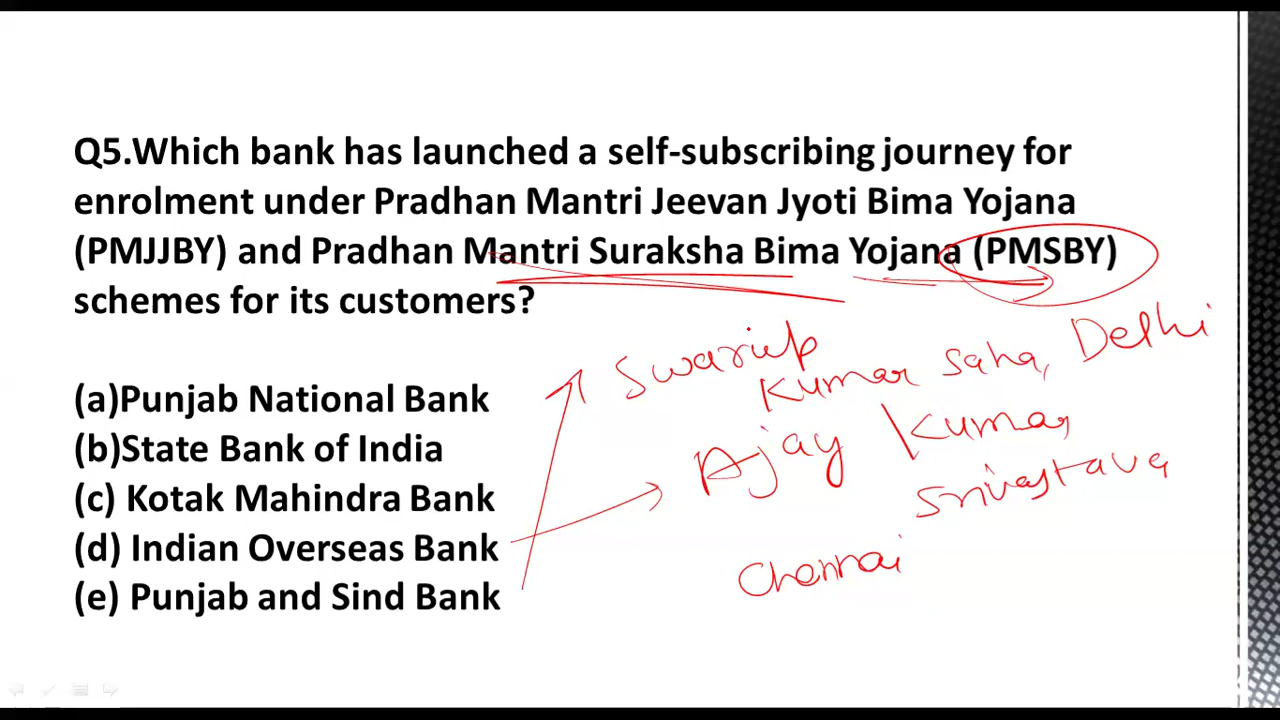 Q5.Which bank has launched a self-subscribing journey for
enrolment under Pradhan Mantri Jeevan Jyoti Bima Yojana
(PMJJBY) and Pradhan Mantri Suraksha Bima Yojana (PMSBY)
schemes for its customers?
(a)Punjab National Bank
(b)State Bank of India
(c) Kotak Mahindra Bank
(d) Indian Overseas Bank
(e) Punjab and Sind Bank
Swarup
Kumar Saha, Delhi
Ajay Kumar
Srivastava
Chennai